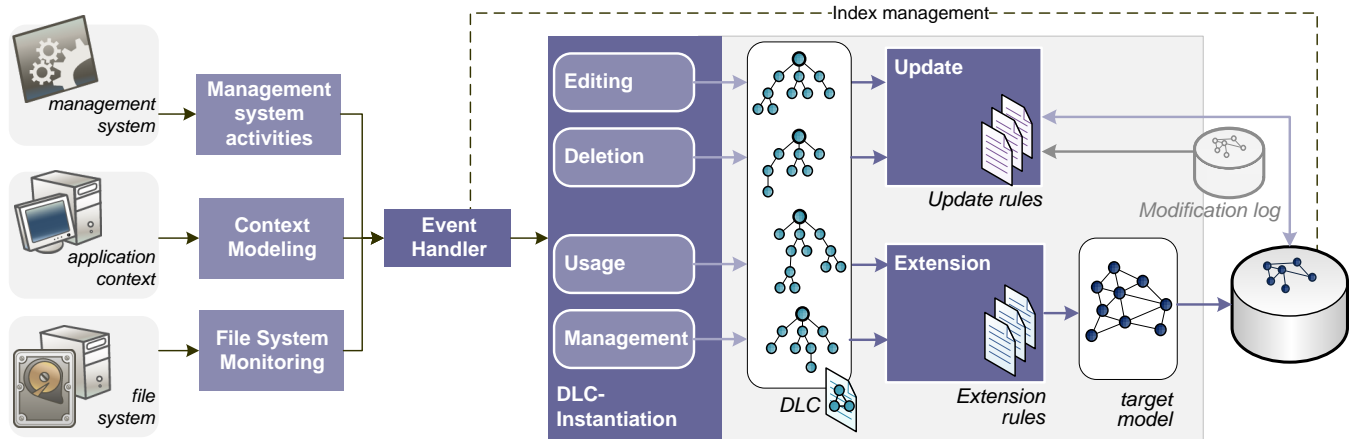 Index management
management
system
Management
system
activities
application
context
Context
Modeling
file
system
File System
Monitoring
Event
Handler
Editing
Deletion
Usage
Management
DLC-
Instantiation
DLC
Update
Update rules
Extension
Extension
rules
Modification log
target
model